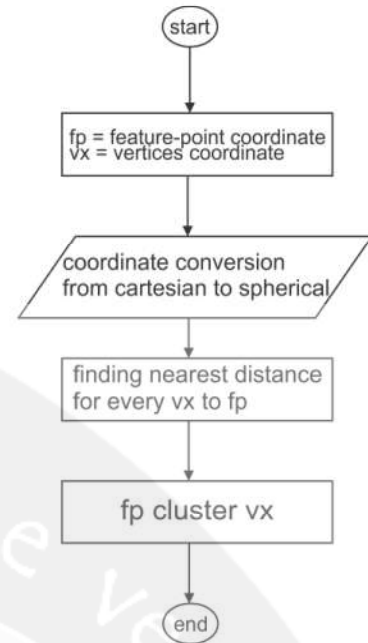 start
fp = feature-point coordinate
vx = vertices coordinate
coordinate conversion
from cartesian to spherical
finding nearest distance
for every vx to fp
fp cluster vx
end